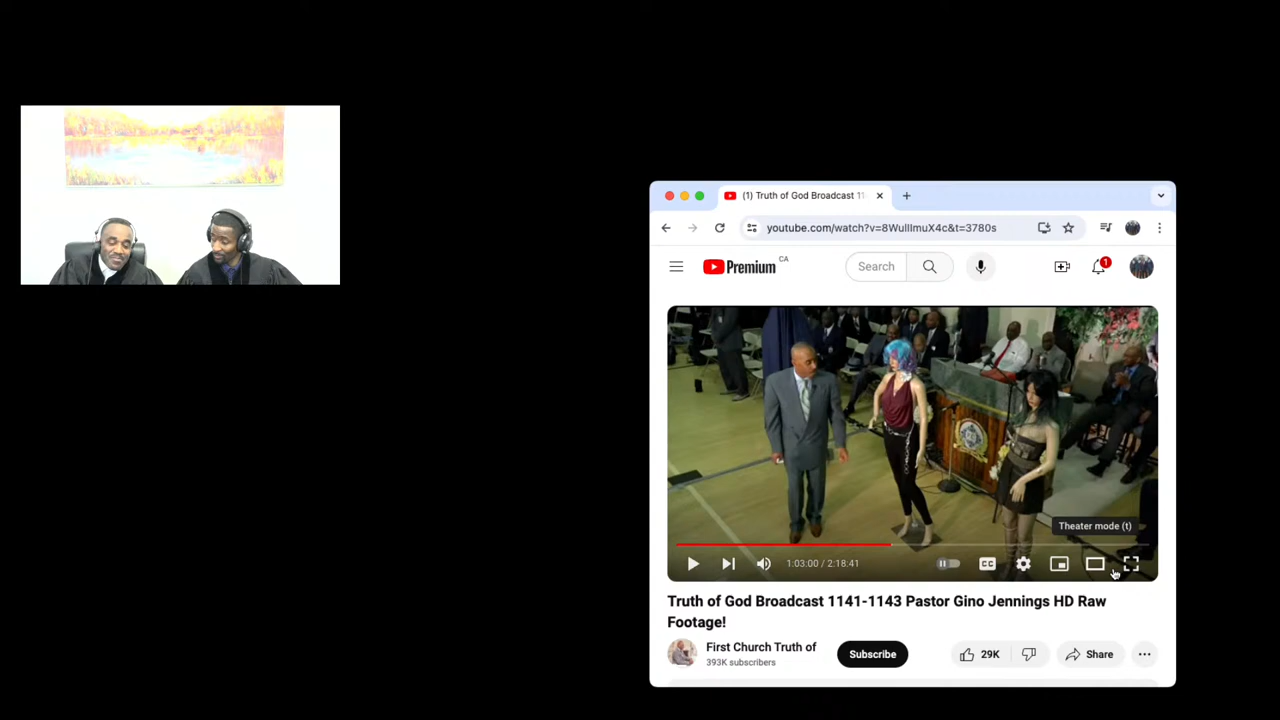 (1) Truth of God Broadcast 11
youtube.com/watch?v=8WulIImuX4c&t=3780s
Premium
CA
Search
1
Theater mode (t)
1:03:00 / 2:18:41
CC
Truth of God Broadcast 1141-1143 Pastor Gino Jennings HD Raw
Footage!
First Church Truth of
393K subscribers
Subscribe
29K
Share